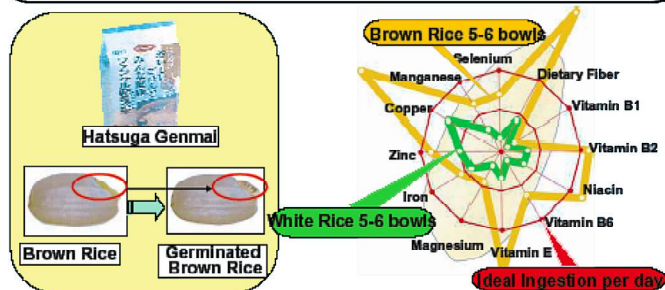 Hatsuga Genmai
Brown Rice
Germinated
Brown Rice
Brown Rice 5-6 bowls
White Rice 5-6 bowls
Ideal Ingestion per day
Selenium
Dietary Fiber
Vitamin B1
Vitamin B2
Niacin
Vitamin B6
Vitamin E
Magnesium
Iron
Zinc
Copper
Manganese